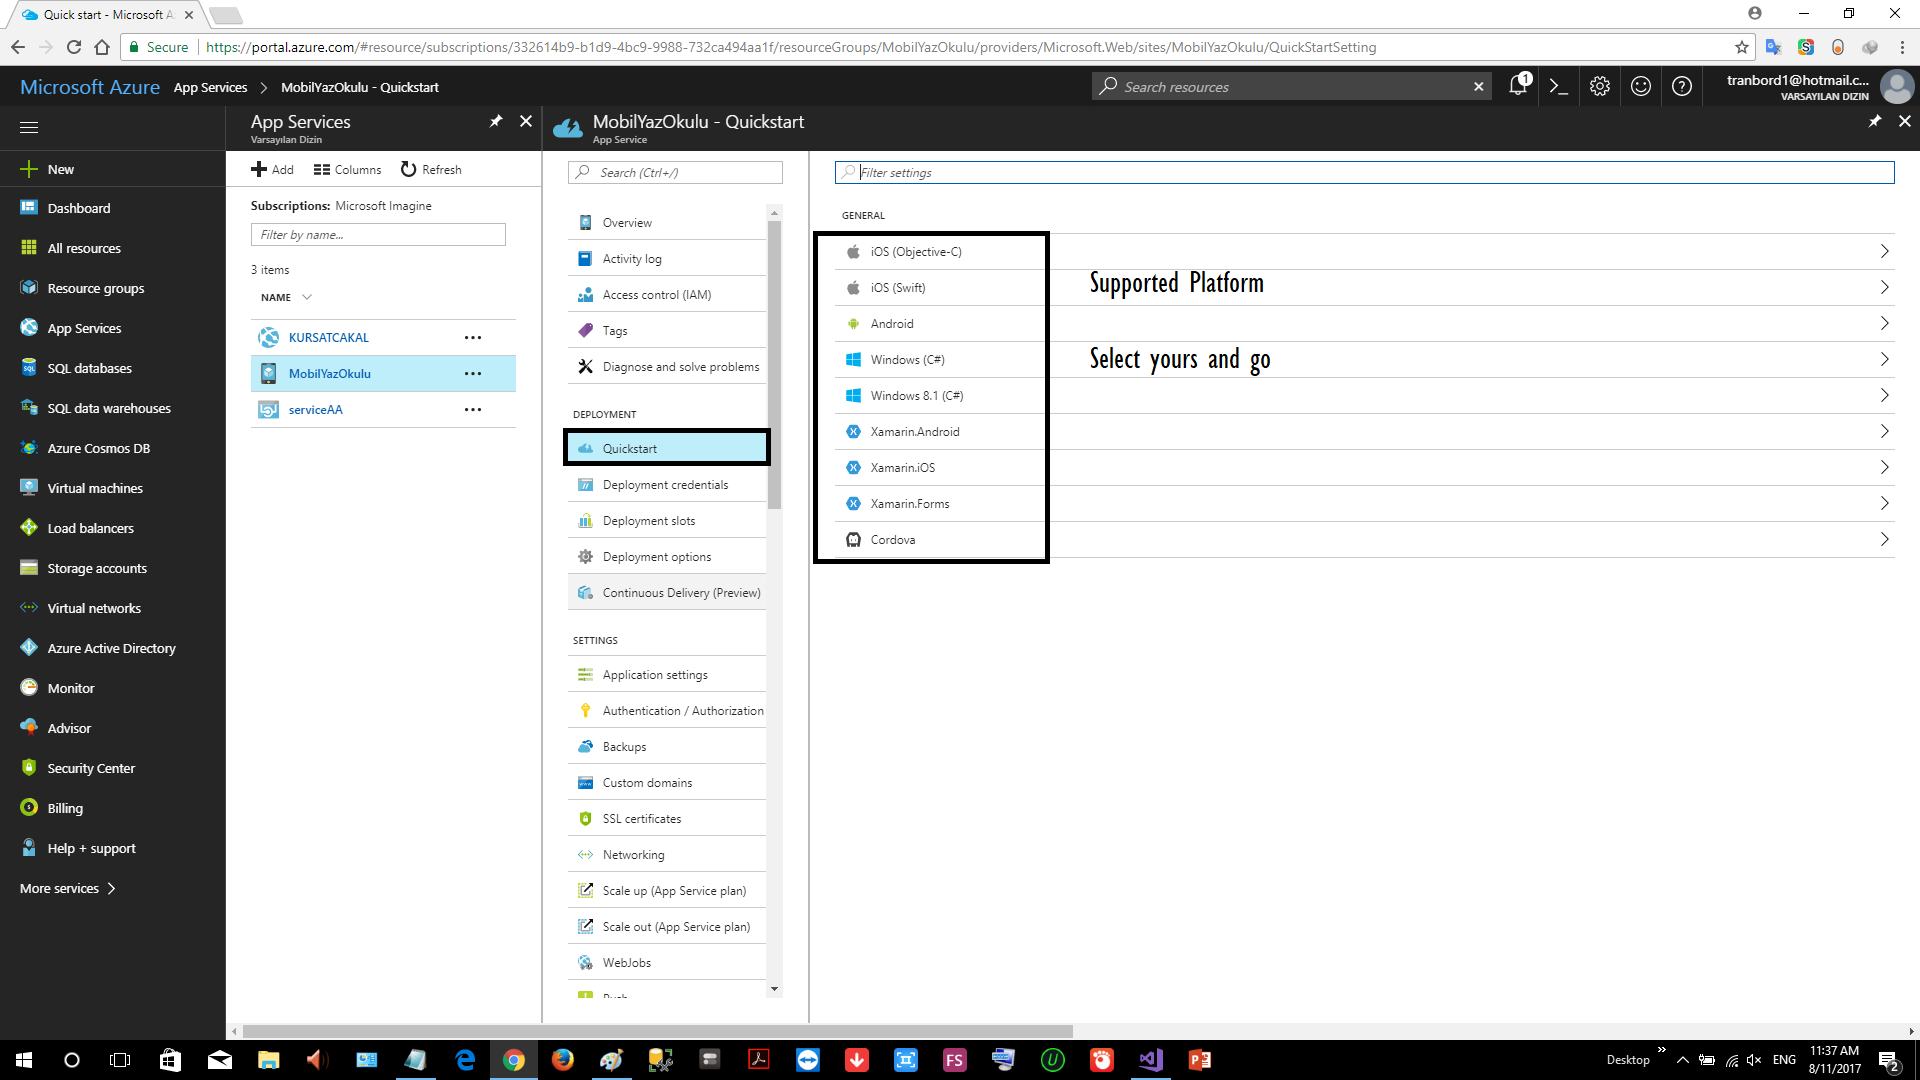 Quick start - Microsoft A
Secure
https://portal.azure.com/#resource/subscriptions/332614b9-b1d9-4bc9-9988-732ca494aa1f/resourceGroups/MobilYazOkulu/providers/Microsoft.Web/sites/MobilYazOkulu/QuickStartSetting
Microsoft Azure App Services > MobilYazOkulu - Quickstart
Search resources
1
tranbord1@hotmail.c...
VARSAYILAN DIZIN
New
Dashboard
All resources
Resource groups
App Services
SQL databases
SQL data warehouses
Azure Cosmos DB
Virtual machines
Load balancers
Storage accounts
Virtual networks
Azure Active Directory
Monitor
Advisor
Security Center
Billing
Help + support
More services >
App Services
Varsayılan Dizin
Add Columns Refresh
Subscriptions: Microsoft Imagine
Filter by name...
3 items
NAME
KURSATCAKAL
MobilYazOkulu
serviceAA
MobilYazOkulu - Quickstart
App Service
Search (Ctrl+/)
Overview
Activity log
Access control (IAM)
Tags
Diagnose and solve problems
DEPLOYMENT
Quickstart
Deployment credentials
Deployment slots
Deployment options
Continuous Delivery (Preview)
SETTINGS
Application settings
Authentication / Authorization
Backups
Custom domains
SSL certificates
Networking
Scale up (App Service plan)
Scale out (App Service plan)
WebJobs
Push
Filter settings
GENERAL
iOS (Objective-C)
iOS (Swift)
Android
Windows (C#)
Windows 8.1 (C#)
Xamarin.Android
Xamarin.iOS
Xamarin.Forms
Cordova
Supported Platform
Select yours and go
Desktop
ENG
11:37 AM
8/11/2017
2